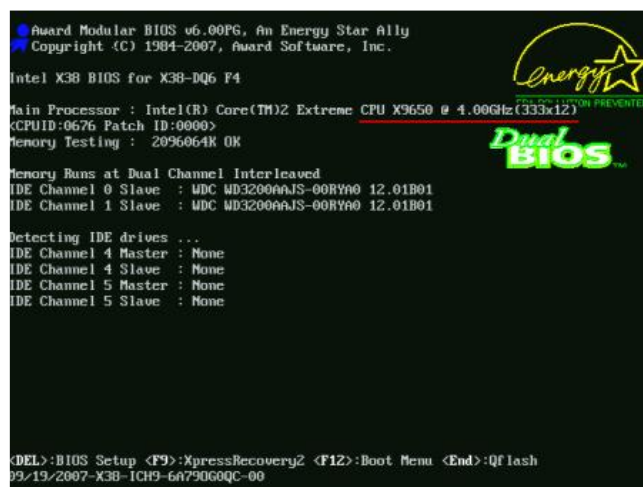 Award Modular BIOS v6.00PG, An Energy Star Ally
Copyright (C) 1984-2007, Award Software, Inc.
Intel X38 BIOS for X38-DQ6 F4
energy
POLLUTION PREVENTE
Main Processor : Intel(R) Core(TM)2 Extreme CPU X9650 @ 4.00GHz(333x12)
<CPUID:0676 Patch ID:0000>
Memory Testing :  2096064K OK
Dual
BIOS
TM
Memory Runs at Dual Channel Interleaved
IDE Channel 0 Slave  : WDC WD3200AAJS-00RYA0 12.01B01
IDE Channel 1 Slave  : WDC WD3200AAJS-00RYA0 12.01B01
Detecting IDE drives ...
IDE Channel 4 Master : None
IDE Channel 4 Slave  : None
IDE Channel 5 Master : None
IDE Channel 5 Slave  : None
<DEL>:BIOS Setup <F9>:XpressRecovery2 <F12>:Boot Menu <End>:Qflash
09/19/2007-X38-ICH9-6A790G0QC-00